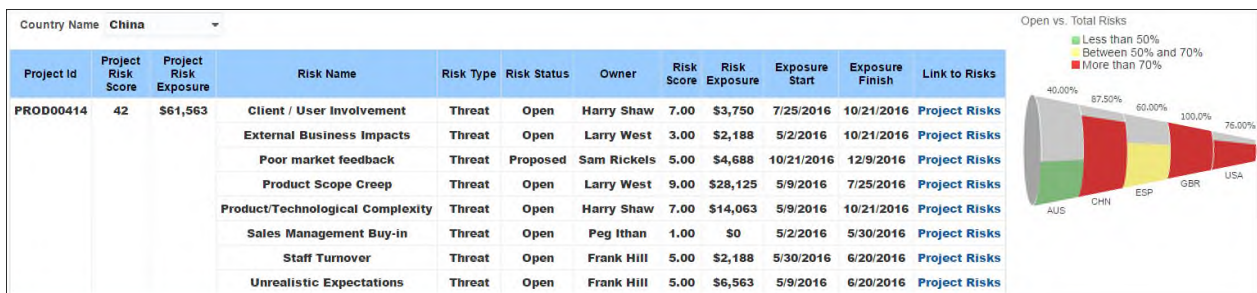 Country Name China
Open vs. Total Risks
Less than 50%
Between 50% and 70%
More than 70%
Project Id Project Risk Score Project Risk Exposure Risk Name Risk Type Risk Status Owner Risk Score Risk Exposure Exposure Start Exposure Finish Link to Risks
PROD00414 42 $61,563 Client / User Involvement Threat Open Harry Shaw 7.00 $3,750 7/25/2016 10/21/2016 Project Risks
External Business Impacts Threat Open Larry West 3.00 $2,188 5/2/2016 10/21/2016 Project Risks
Poor market feedback Threat Proposed Sam Rickels 5.00 $4,688 10/21/2016 12/9/2016 Project Risks
Product Scope Creep Threat Open Larry West 9.00 $28,125 5/9/2016 7/25/2016 Project Risks
Product/Technological Complexity Threat Open Harry Shaw 7.00 $14,063 5/9/2016 10/21/2016 Project Risks
Sales Management Buy-in Threat Open Peg Ithan 1.00 $0 5/2/2016 5/30/2016 Project Risks
Staff Turnover Threat Open Frank Hill 5.00 $2,188 5/30/2016 6/20/2016 Project Risks
Unrealistic Expectations Threat Open Frank Hill 5.00 $6,563 5/9/2016 6/20/2016 Project Risks
40.00% 87.50% 60.00% 100.0% 76.00%
AUS CHN ESP GBR USA